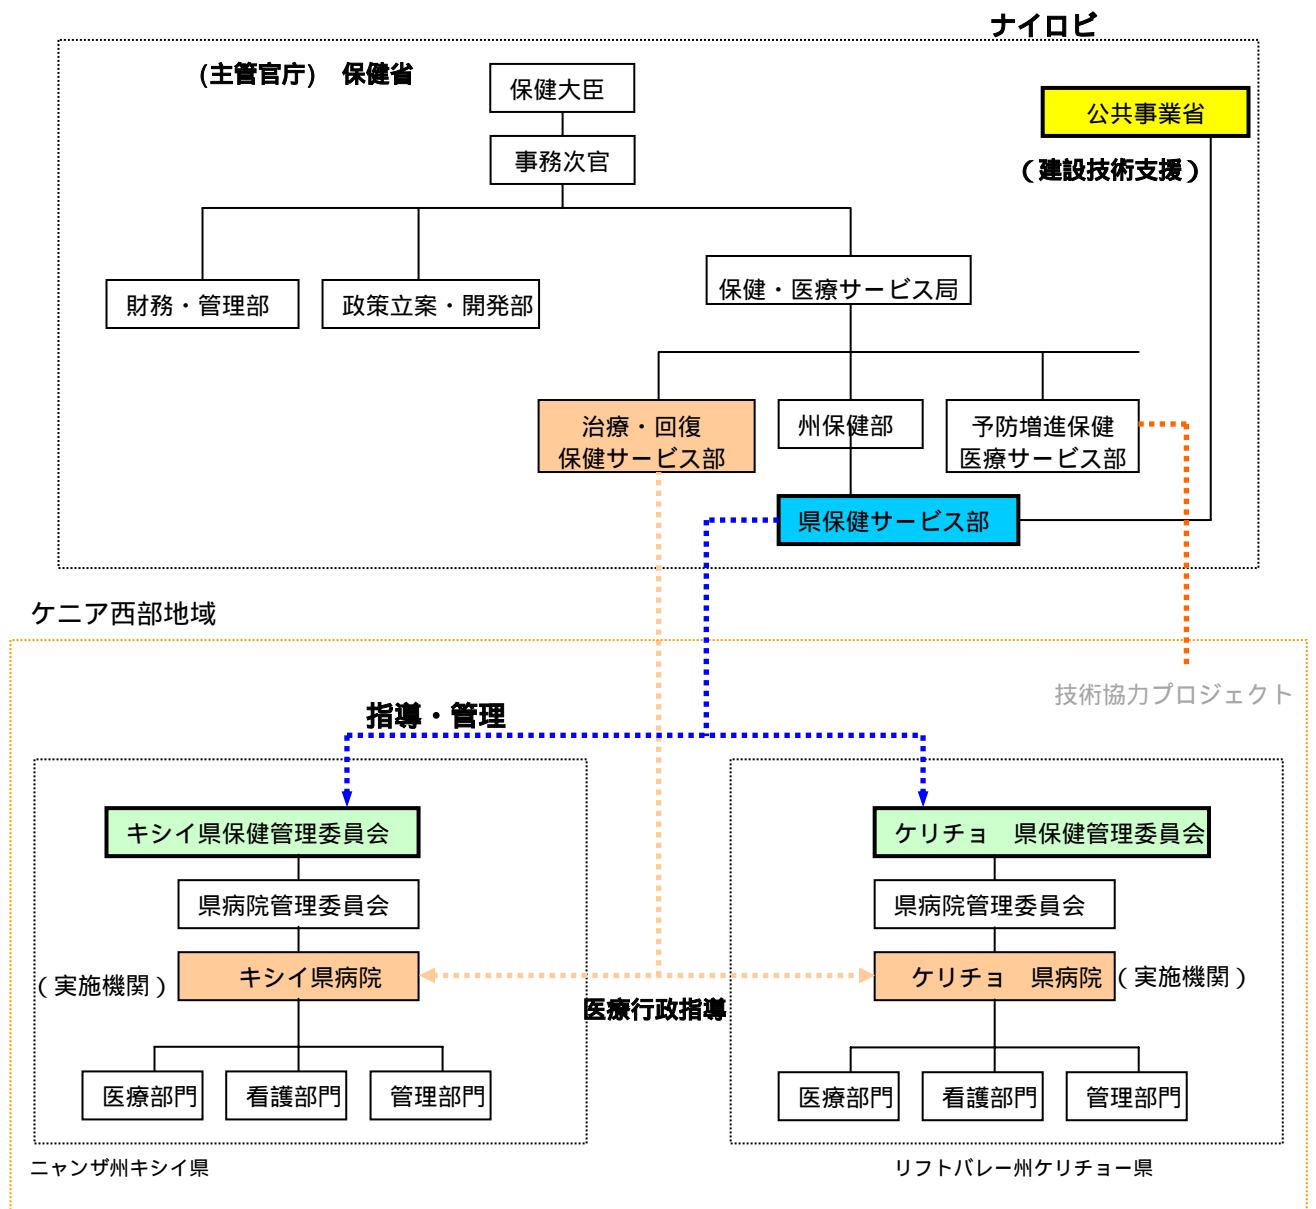 ナイロビ
(主管官庁)　保健省
保健大臣
公共事業省
事務次官
（建設技術支援）
財務・管理部
政策立案・開発部
保健・医療サービス局
治療・回復
保健サービス部
州保健部
予防増進保健
医療サービス部
県保健サービス部
ケニア西部地域
技術協力プロジェクト
指導・管理
キシイ県保健管理委員会
ケリチョ　県保健管理委員会
県病院管理委員会
県病院管理委員会
（実施機関）
キシイ県病院
ケリチョ　県病院
（実施機関）
医療行政指導
医療部門
看護部門
管理部門
医療部門
看護部門
管理部門
ニャンザ州キシイ県
リフトバレー州ケリチョー県